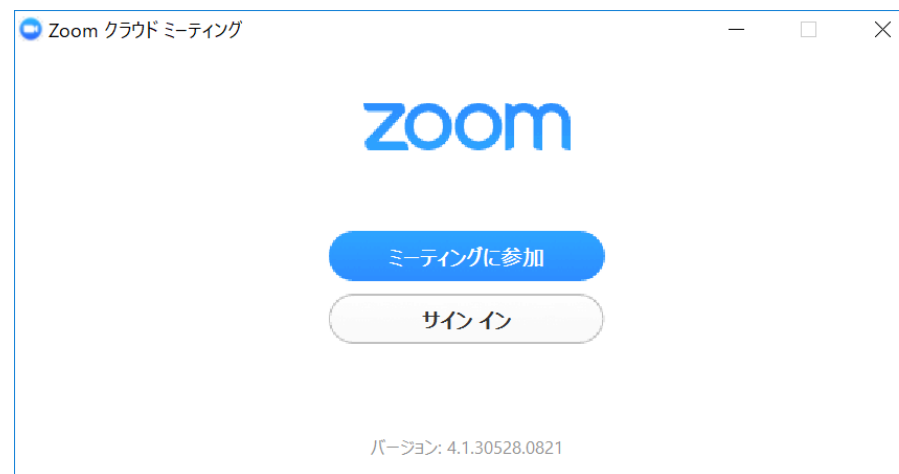 Zoom クラウド ミーティング
zoom
ミーティングに参加
サイン イン
バージョン: 4.1.30528.0821